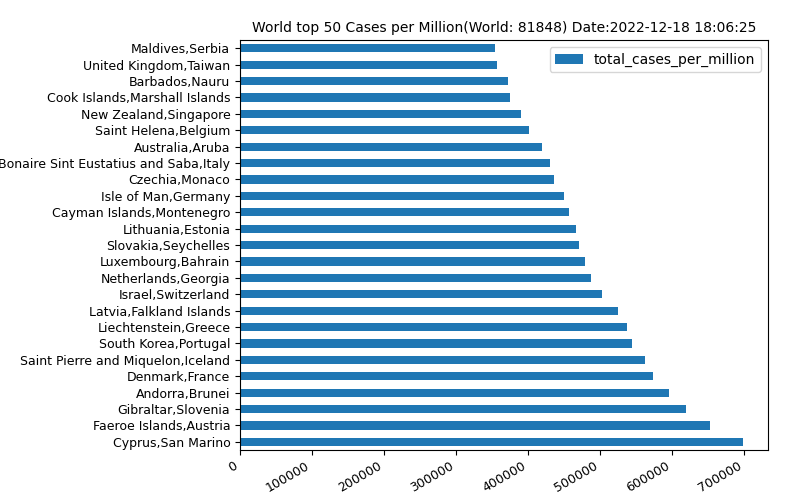 World top 50 Cases per Million(World: 81848) Date:2022-12-18 18:06:25
total_cases_per_million
Maldives,Serbia
United Kingdom,Taiwan
Barbados,Nauru
Cook Islands,Marshall Islands
New Zealand,Singapore
Saint Helena,Belgium
Australia,Aruba
Bonaire Sint Eustatius and Saba,Italy
Czechia,Monaco
Isle of Man,Germany
Cayman Islands,Montenegro
Lithuania,Estonia
Slovakia,Seychelles
Luxembourg,Bahrain
Netherlands,Georgia
Israel,Switzerland
Latvia,Falkland Islands
Liechtenstein,Greece
South Korea,Portugal
Saint Pierre and Miquelon,Iceland
Denmark,France
Andorra,Brunei
Gibraltar,Slovenia
Faeroe Islands,Austria
Cyprus,San Marino
0
100000
200000
300000
400000
500000
600000
700000